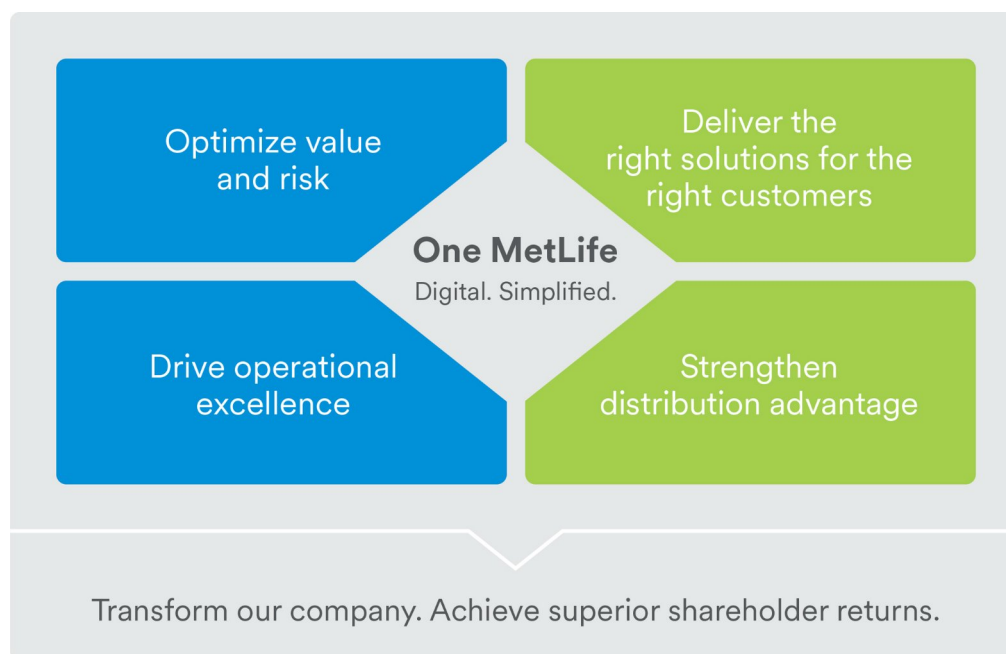 Optimize value
and risk
Deliver the
right solutions for the
right customers
One MetLife
Digital. Simplified.
Drive operational
excellence
Strengthen
distribution advantage
Transform our company. Achieve superior shareholder returns.